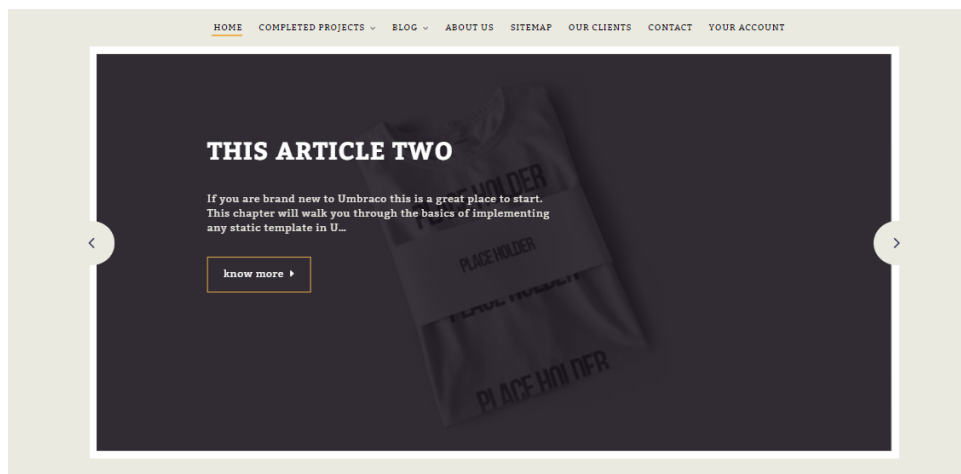 HOME COMPLETED PROJECTS BLOG ABOUT US SITEMAP OUR CLIENTS CONTACT YOUR ACCOUNT
THIS ARTICLE TWO
If you are brand new to Umbraco this is a great place to start.
This chapter will walk you through the basics of implementing
any static template in U...
know more
PLACE HOLDER
PLACE HOLDER
PLACE HOLDER
PLACE HOLDER